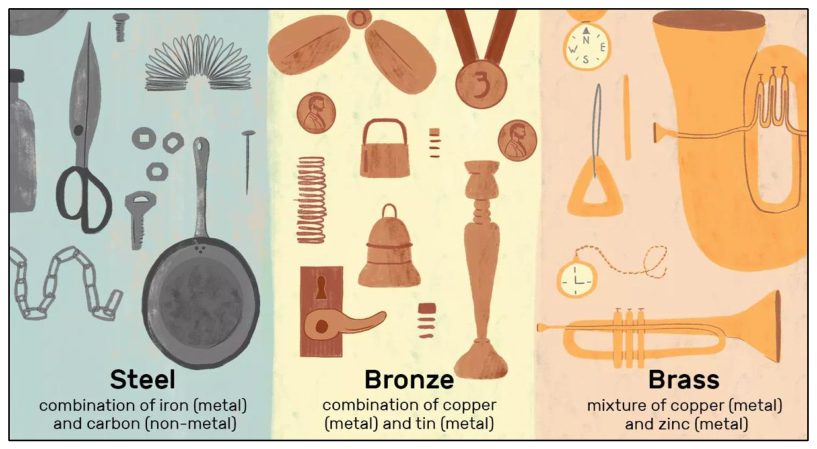 3
N
W E
S
L
Steel
combination of iron (metal)
and carbon (non-metal)
Bronze
combination of copper
(metal) and tin (metal)
Brass
mixture of copper (metal)
and zinc (metal)